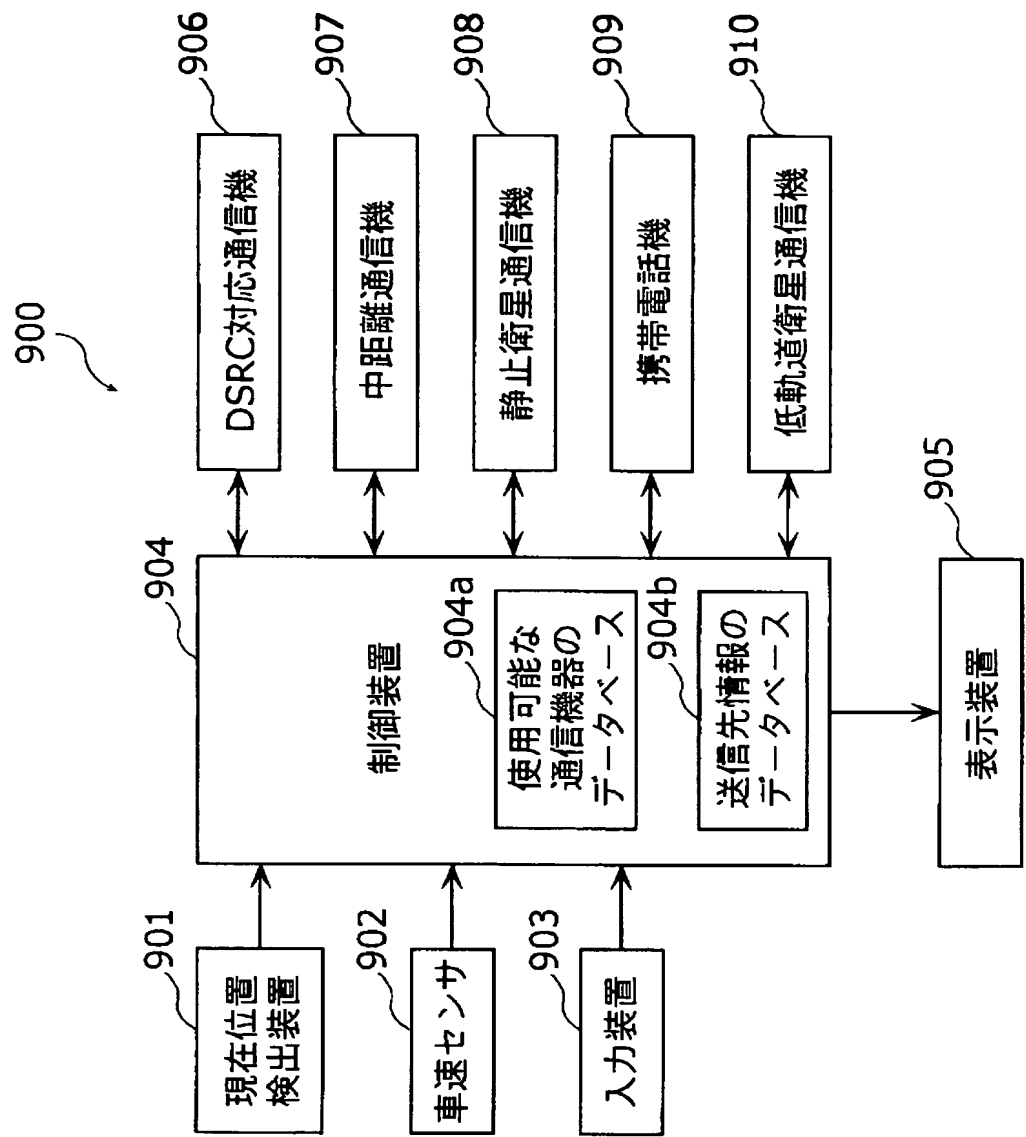 900
901
現在位置
検出装置
902
車速センサ
903
入力装置
904
制御装置
904a
使用可能な
通信機器の
データベース
904b
送信先情報の
データベース
905
表示装置
906
DSRC対応通信機
907
中距離通信機
908
静止衛星通信機
909
携帯電話機
910
低軌道衛星通信機